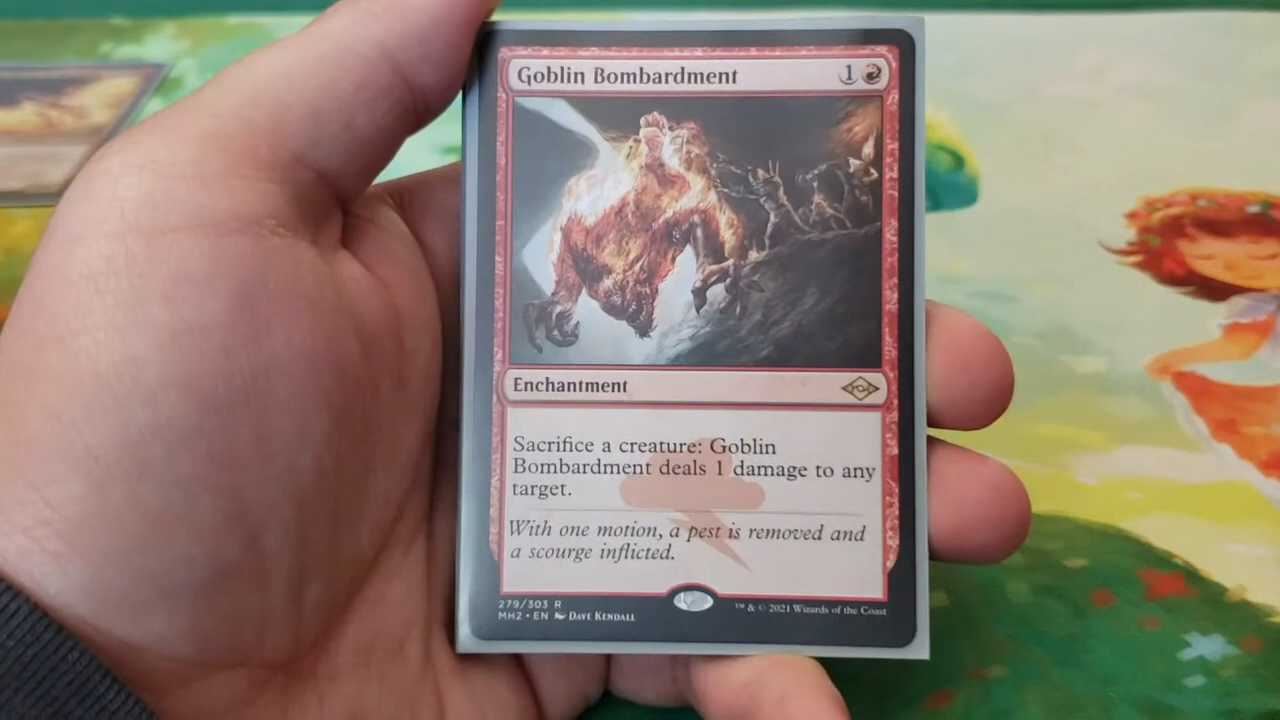 Goblin Bombardment 1
Enchantment
Sacrifice a creature: Goblin
Bombardment deals 1 damage to any
target.
With one motion, a pest is removed and
a scourge inflicted.
279/303 R
MH2 • EN Dave Kendall
™ & © 2021 Wizards of the Coast